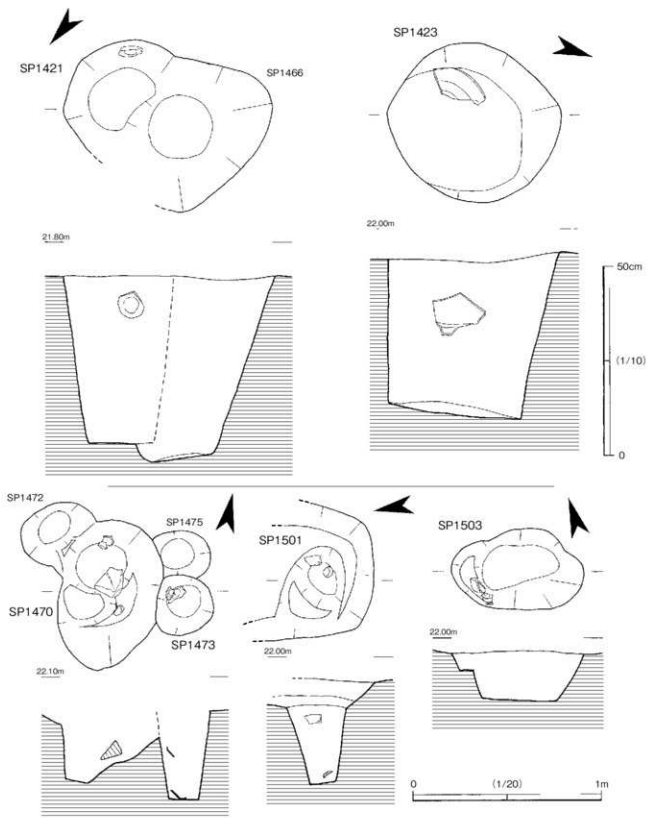 SP1421
SP1466
SP1423
21.80m
22.00m
50cm
(1/10)
0
SP1472
SP1475
SP1470
SP1473
22.10m
SP1501
22.00m
SP1503
22.00m
0 (1/20) 1m